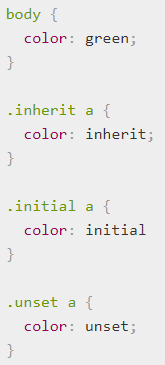 body {
  color: green;
}

.inherit a {
  color: inherit;
}

.initial a {
  color: initial
}

.unset a {
  color: unset;
}